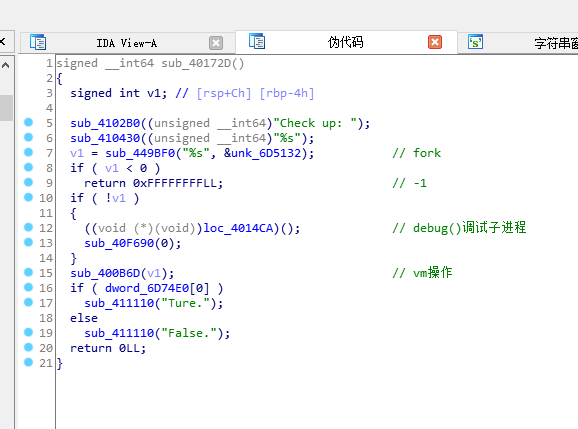 IDA View-A 伪代码 字符串窗
1 signed __int64 sub_40172D()
2 {
3 signed int v1; // [rsp+Ch] [rbp-4h]
4
5 sub_4102B0((unsigned __int64)"Check up: ");
6 sub_410430((unsigned __int64)"%s");
7 v1 = sub_449BF0("%s", &unk_6D5132); // fork
8 if ( v1 < 0 )
9 return 0xFFFFFFFFLL; // -1
10 if ( !v1 )
11 {
12 ((void (*)(void))loc_4014CA)(); // debug()调试子进程
13 sub_40F690(0);
14 }
15 sub_400B6D(v1); // vm操作
16 if ( dword_6D74E0[0] )
17 sub_411110("Ture.");
18 else
19 sub_411110("False.");
20 return 0LL;
21 }